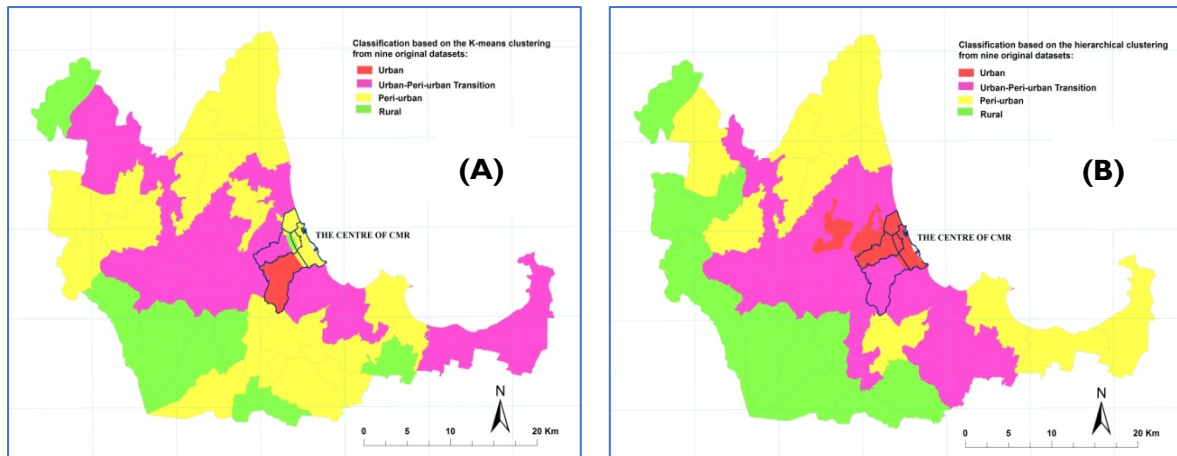 Classification based on the K-means clustering
from nine original datasets:
Urban
Urban-Peri-urban Transition
Peri-urban
Rural
(A)
THE CENTRE OF CMR
N
0 5 10 20 Km
Classification based on the hierarchical clustering
from nine original datasets:
Urban
Urban-Peri-urban Transition
Peri-urban
Rural
(B)
THE CENTRE OF CMR
N
0 5 10 20 Km